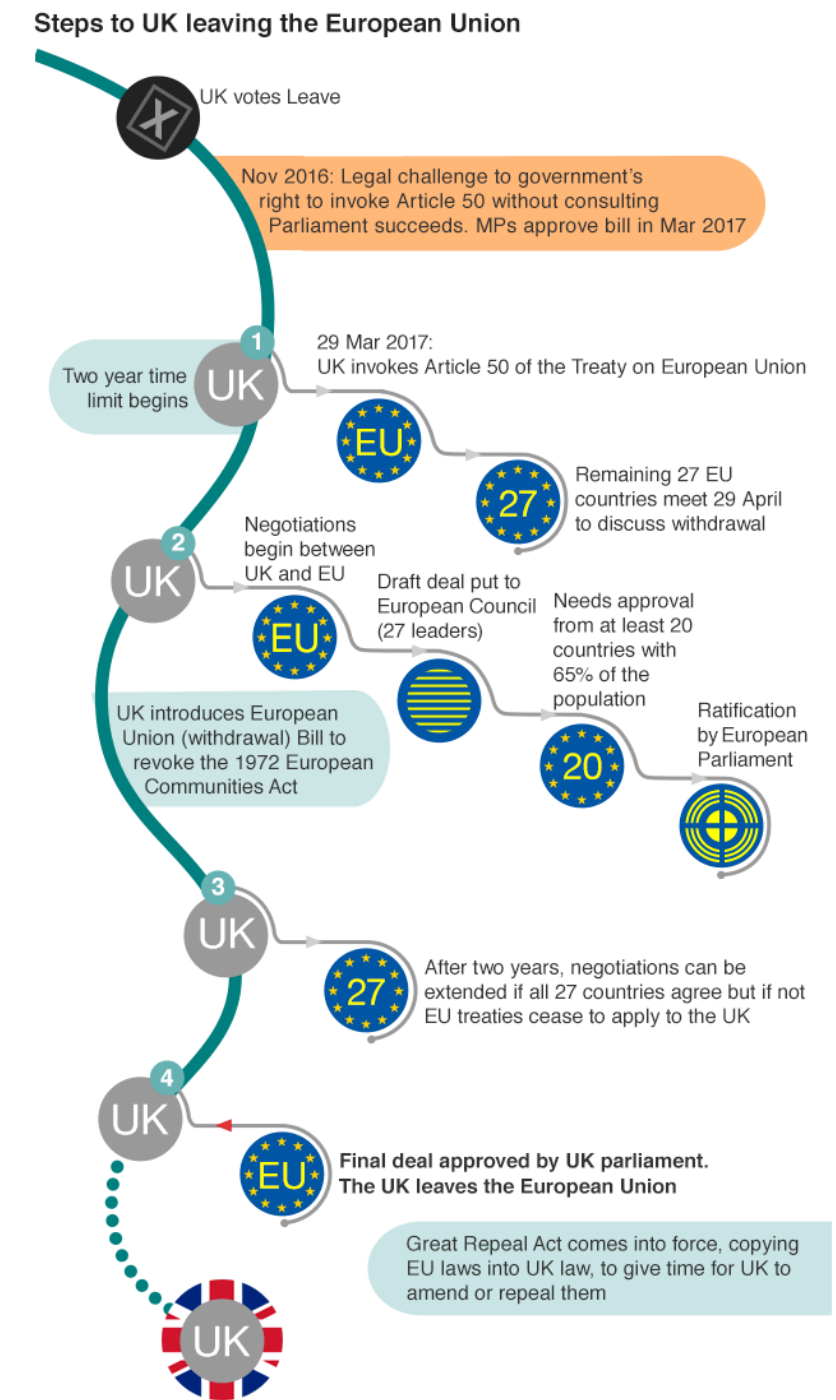 Steps to UK leaving the European Union
UK votes Leave
Nov 2016: Legal challenge to government's
right to invoke Article 50 without consulting
Parliament succeeds. MPs approve bill in Mar 2017
1
UK
Two year time
limit begins
29 Mar 2017:
UK invokes Article 50 of the Treaty on European Union
EU
27
Remaining 27 EU
countries meet 29 April
to discuss withdrawal
2
UK
Negotiations
begin between
UK and EU
EU
Draft deal put to
European Council
(27 leaders)
Needs approval
from at least 20
countries with
65% of the
population
20
Ratification
by European
Parliament
UK introduces European
Union (withdrawal) Bill to
revoke the 1972 European
Communities Act
3
UK
27
After two years, negotiations can be
extended if all 27 countries agree but if not
EU treaties cease to apply to the UK
4
UK
EU
Final deal approved by UK parliament.
The UK leaves the European Union
Great Repeal Act comes into force, copying
EU laws into UK law, to give time for UK to
amend or repeal them
UK